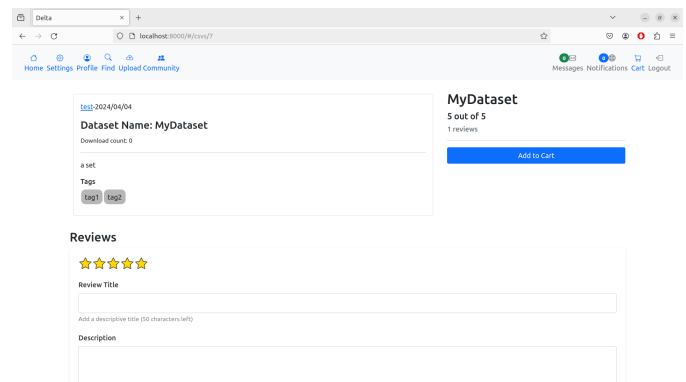 Delta
localhost:8000/#/csvs/7
Home Settings Profile Find Upload Community
0 0
Messages Notifications Cart Logout
test-2024/04/04
Dataset Name: MyDataset
Download count: 0
a set
Tags
tag1 tag2
MyDataset
5 out of 5
1 reviews
Add to Cart
Reviews
Review Title
Add a descriptive title (50 characters left)
Description